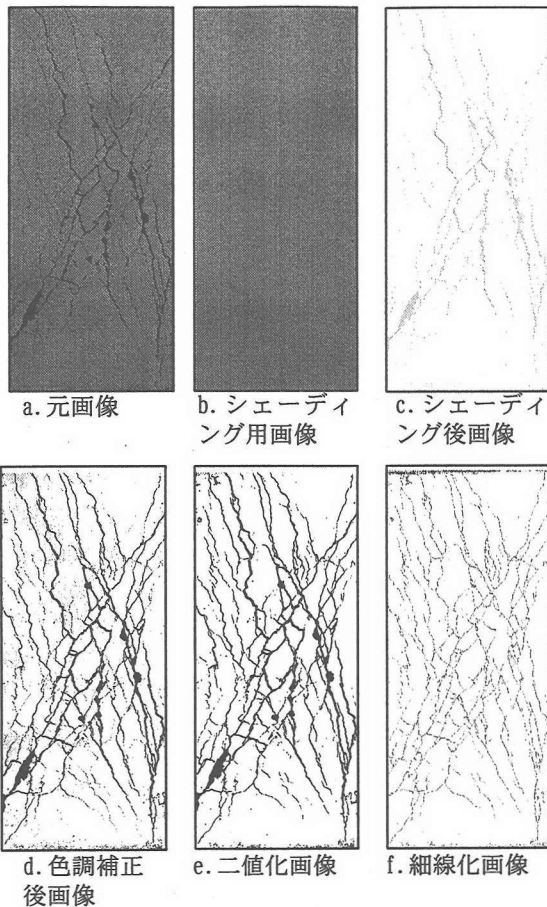 a.元画像
b.シェーディ
ング用画像
c.シェーディ
ング後画像
d.色調補正
後画像
e.二値化画像
f.細線化画像